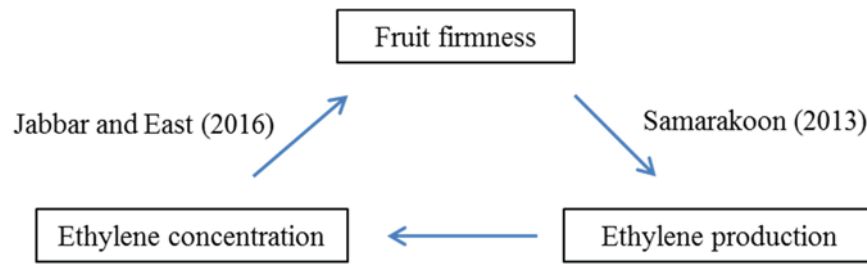 Fruit firmness
Jabbar and East (2016)
Samarakoon (2013)
Ethylene concentration
Ethylene production